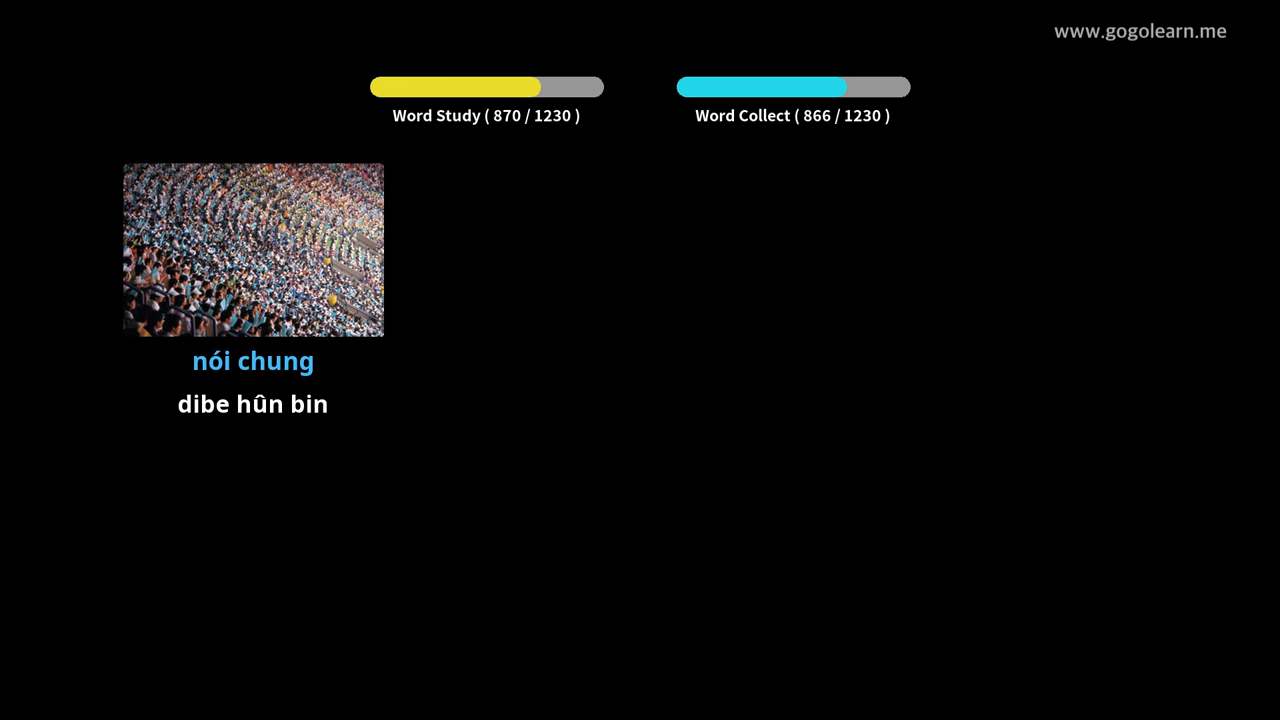 www.gogolearn.me
Word Study ( 870 / 1230 )
Word Collect ( 866 / 1230 )
nói chung
dibe hûn bin